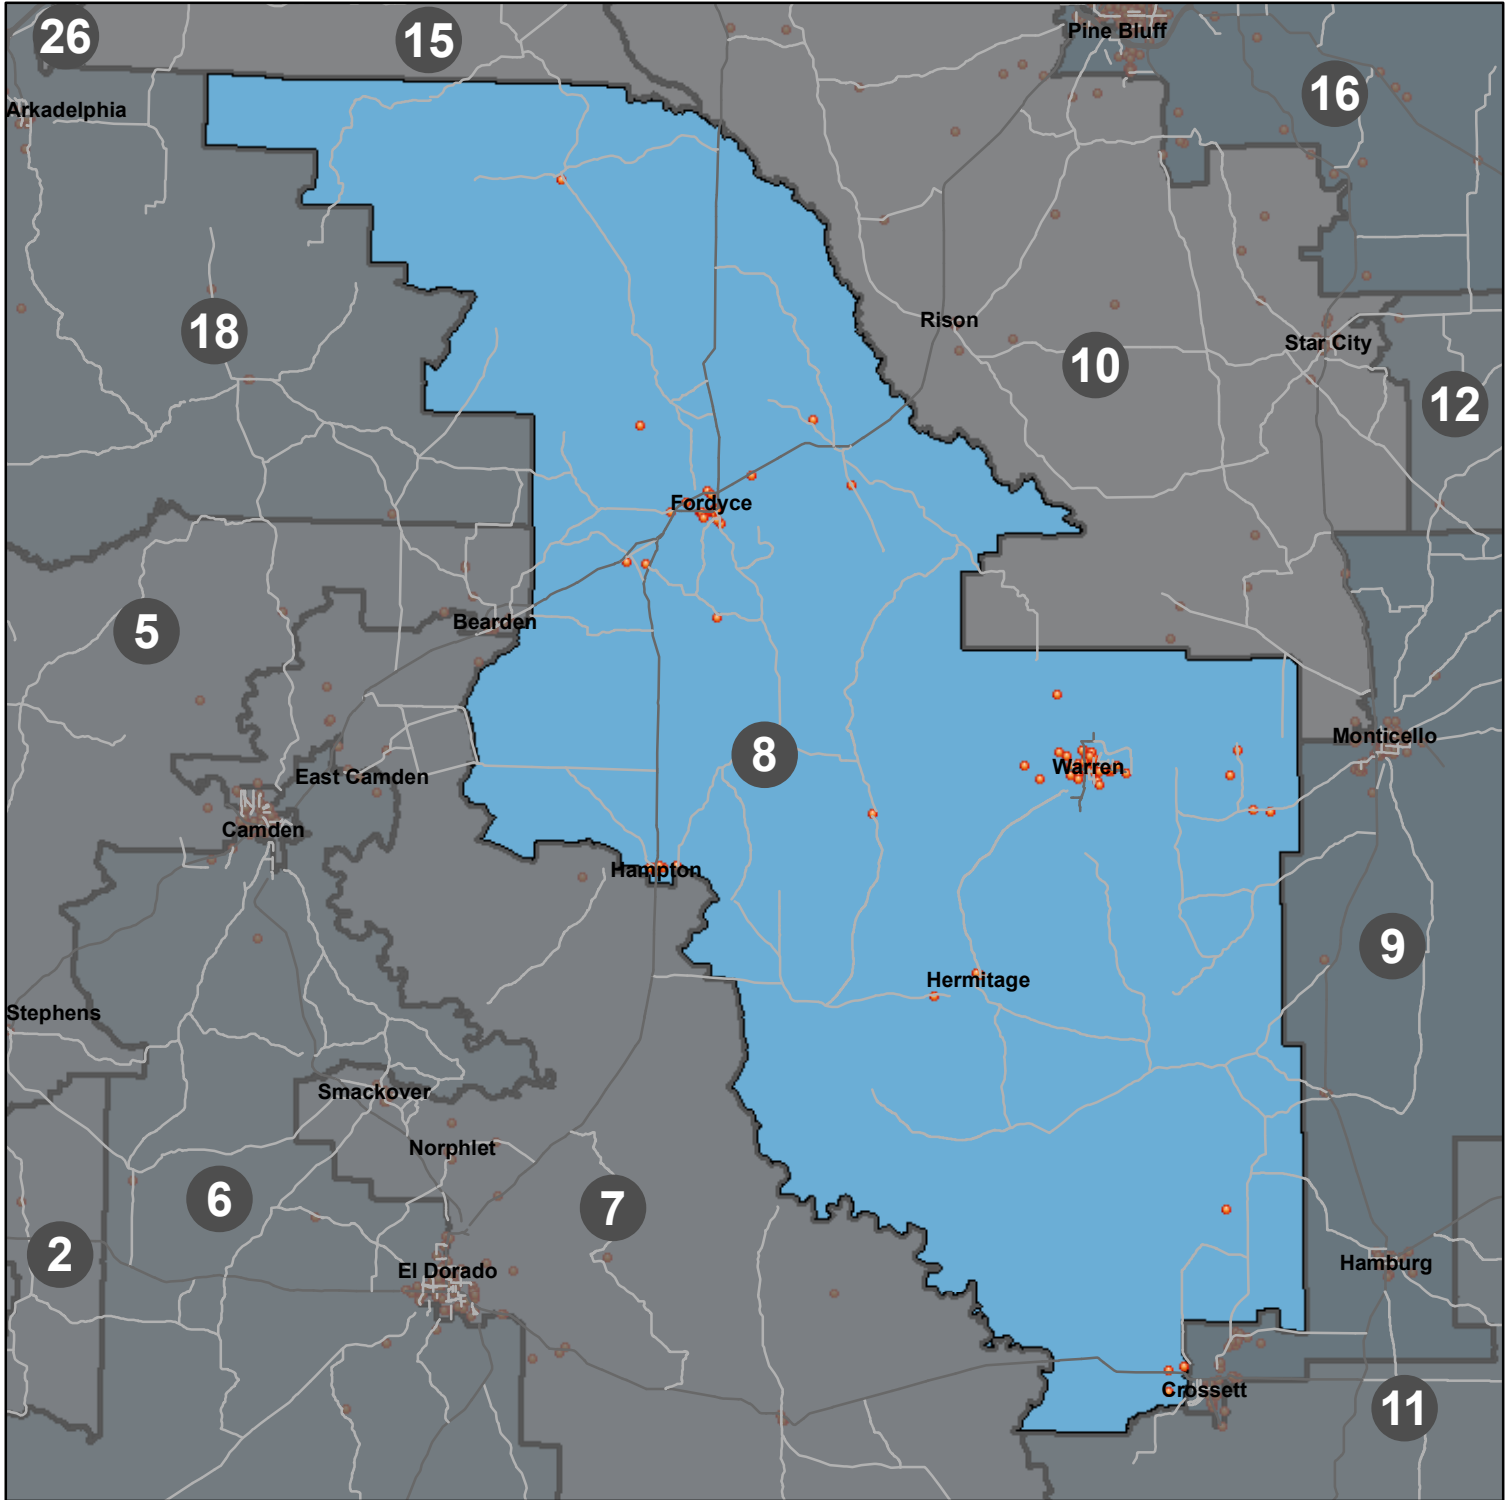 26
15
Pine Bluff
16
Arkadelphia
18
Rison
Star City
10
12
Fordyce
5
Bearden
8
Monticello
Warren
East Camden
Camden
Hampton
9
Hermitage
Stephens
Smackover
Norphlet
6
7
2
El Dorado
Hamburg
Crossett
11